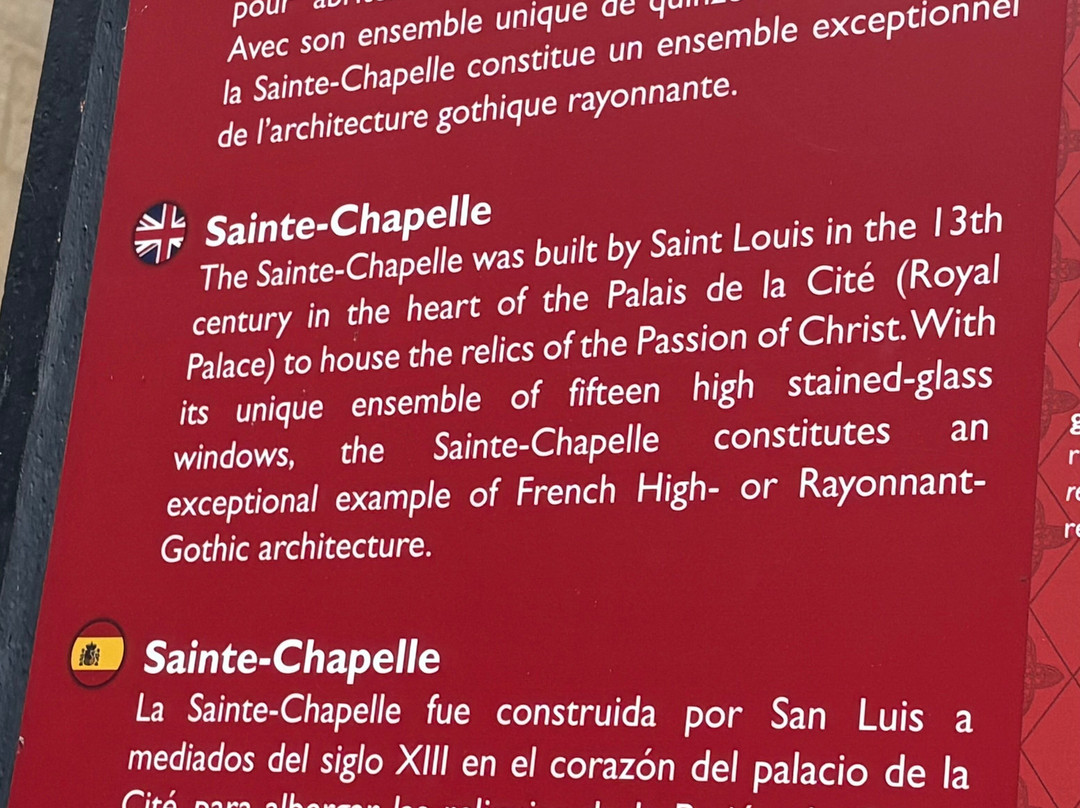 pour
Avec son ensemble unique de
la Sainte-Chapelle constitue un ensemble exceptionnel
de l'architecture gothique rayonnante.
Sainte-Chapelle
The Sainte-Chapelle was built by Saint Louis in the 13th
century in the heart of the Palais de la Cité (Royal
Palace) to house the relics of the Passion of Christ. With
its unique ensemble of fifteen high stained-glass
windows, the Sainte-Chapelle constitutes an
exceptional example of French High- or Rayonnant-
Gothic architecture.
Sainte-Chapelle
La Sainte-Chapelle fue construida por San Luis a
mediados del siglo XIII en el corazón del palacio de la
Cité para albergar las